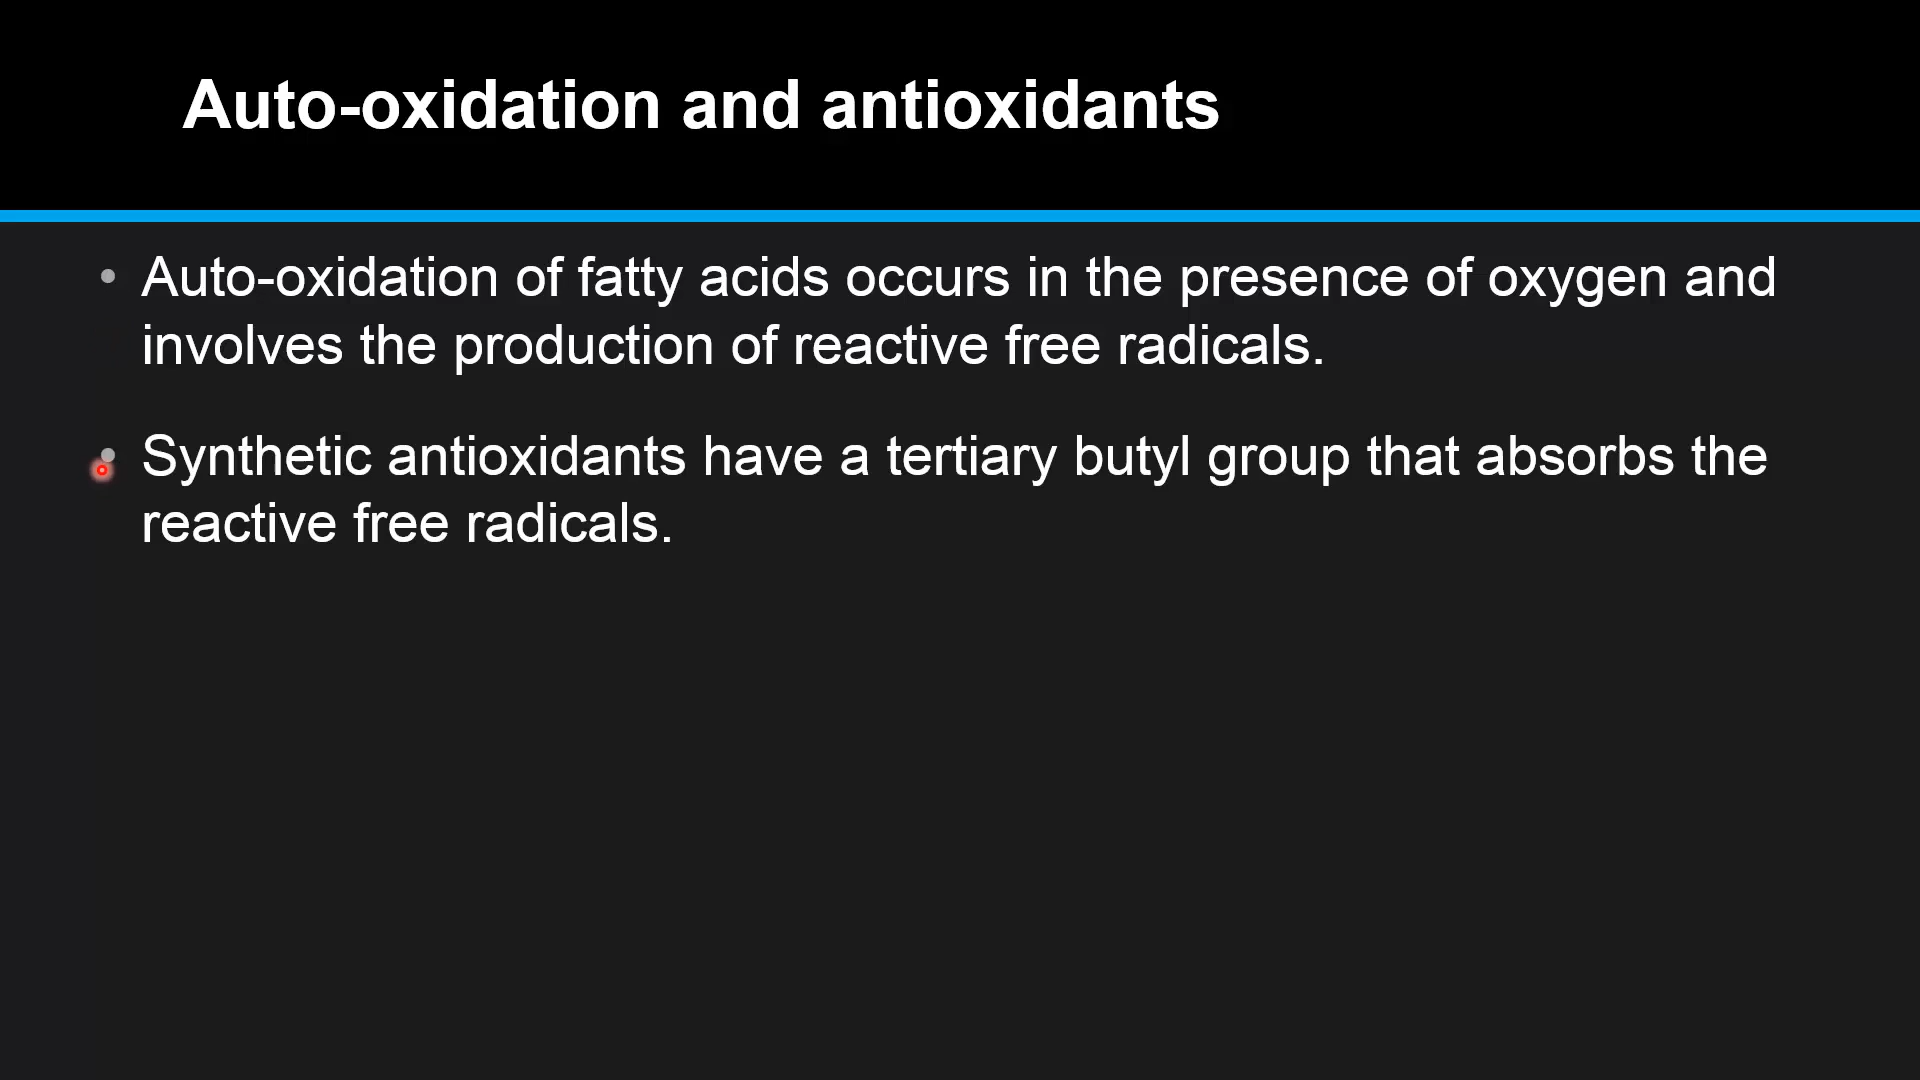 Auto-oxidation and antioxidants
• Auto-oxidation of fatty acids occurs in the presence of oxygen and
involves the production of reactive free radicals.
• Synthetic antioxidants have a tertiary butyl group that absorbs the
reactive free radicals.